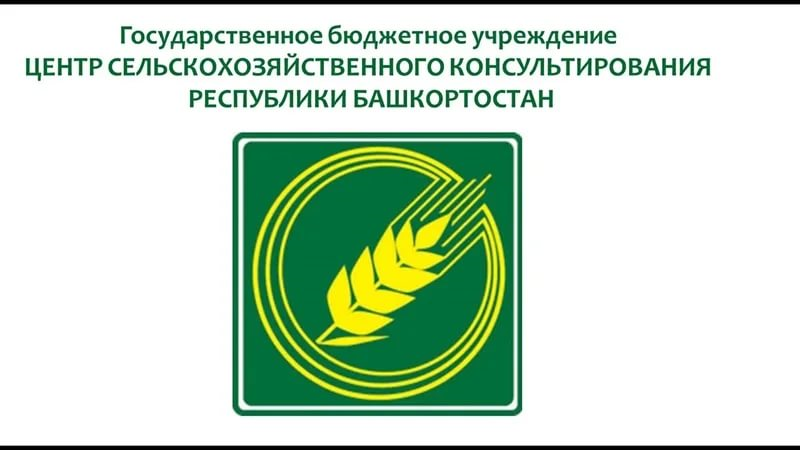 Государственное бюджетное учреждение
ЦЕНТР СЕЛЬСКОХОЗЯЙСТВЕННОГО КОНСУЛЬТИРОВАНИЯ
РЕСПУБЛИКИ БАШКОРТОСТАН